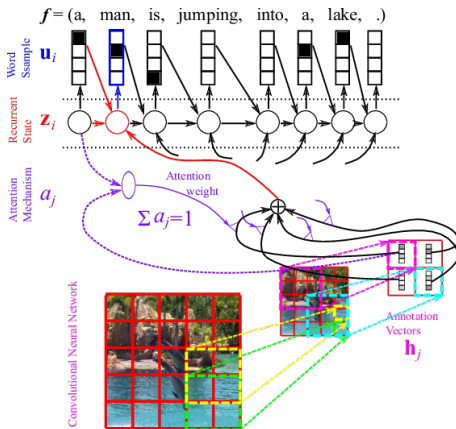 f = (a, man, is, jumping, into, a, lake, .)
Word
Ssample
u_i
Recurrent
State
z_i
Attention
Mechanism
a_j
Attention
weight
∑ a_j=1
Convolutional Neural Network
Annotation
Vectors
h_j